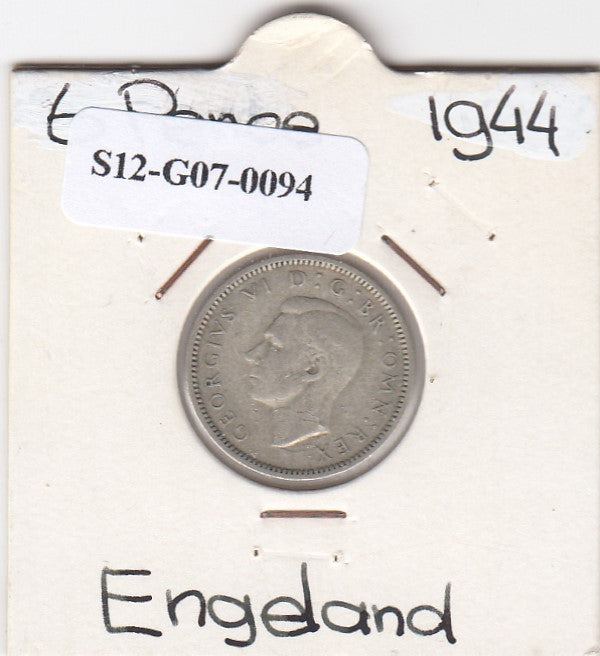 6 Pence 1944
S12-G07-0094
GEORGIVS VI D:G:BR:OMN:REX
Engeland